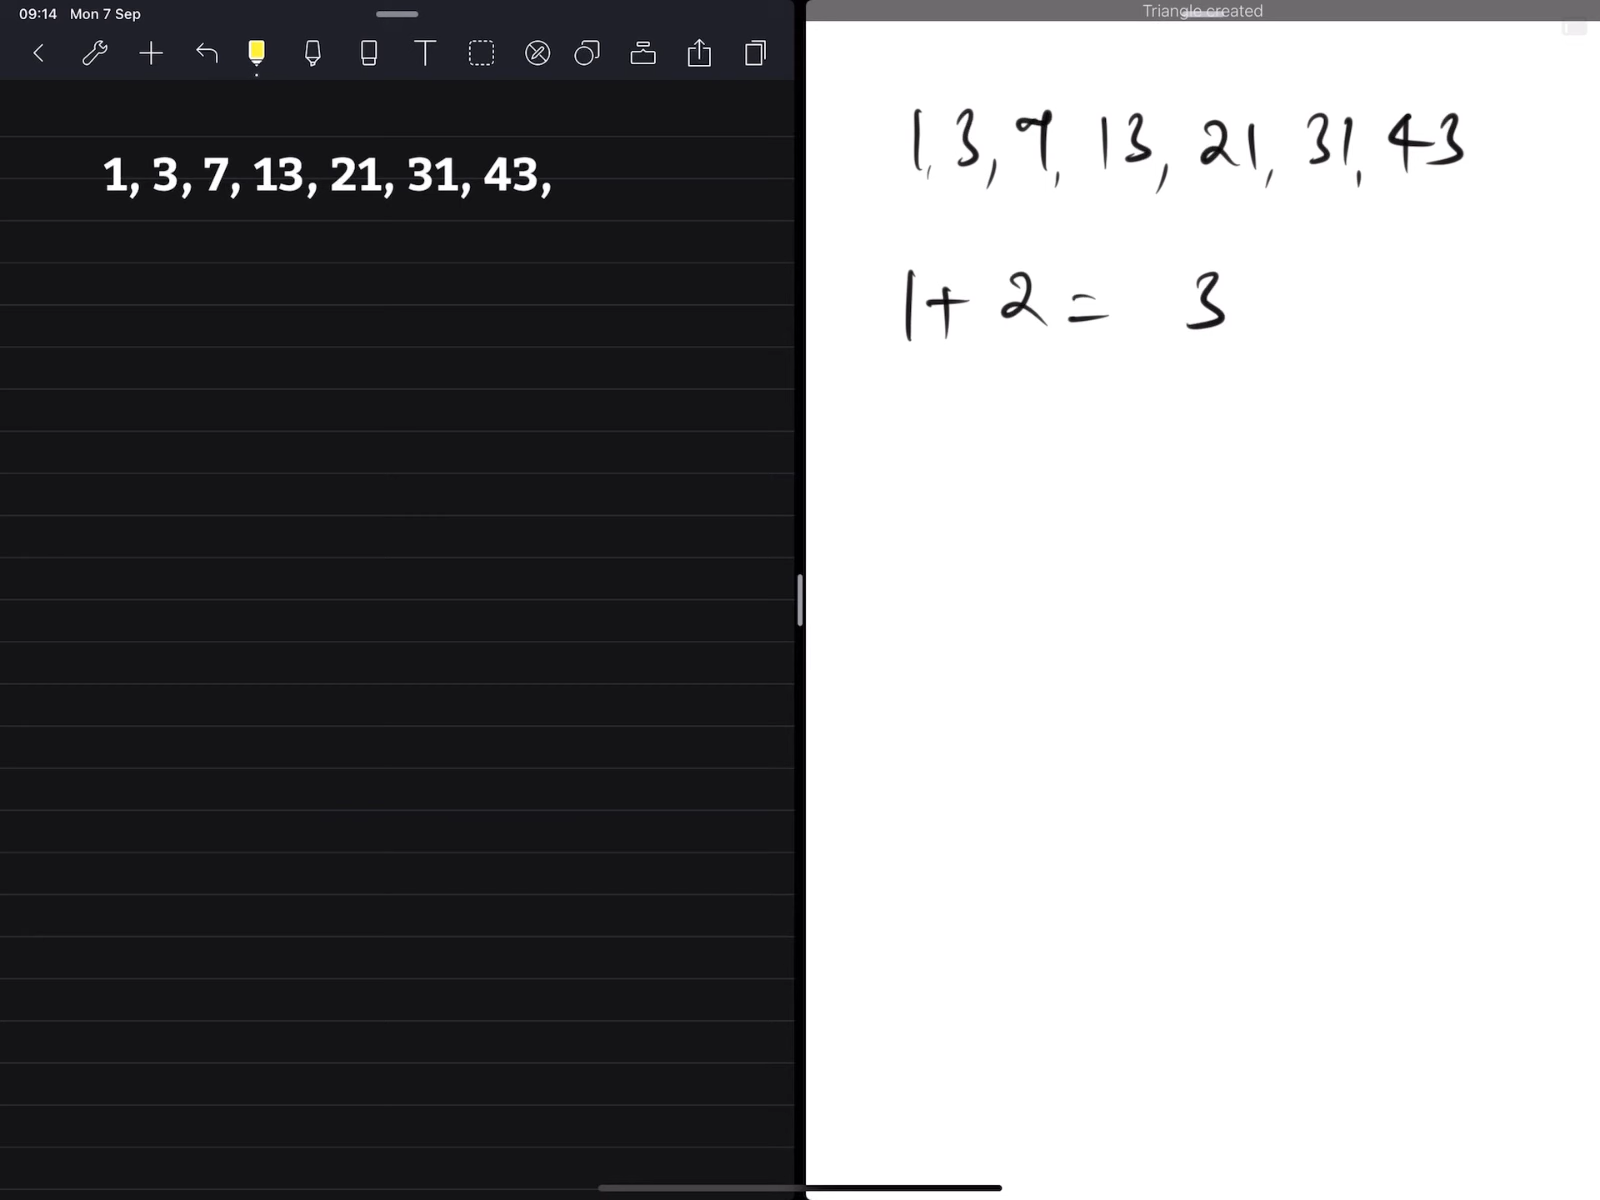 09:14 Mon 7 Sep
Triangle created
1, 3, 7, 13, 21, 31, 43,
1, 3, 7, 13, 21, 31, 43
1 + 2 = 3